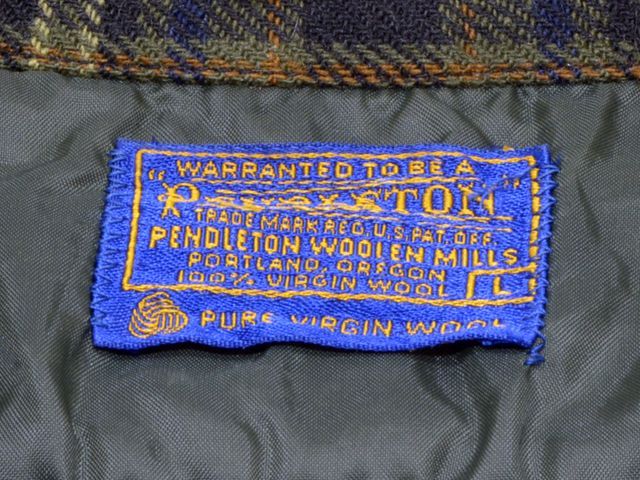 WARRANTED TO BE A
"PENDLETON"
TRADE MARK REG. U.S. PAT. OFF.
PENDLETON WOOLEN MILLS
PORTLAND, OREGON
100% VIRGIN WOOL
L
PURE VIRGIN WOOL